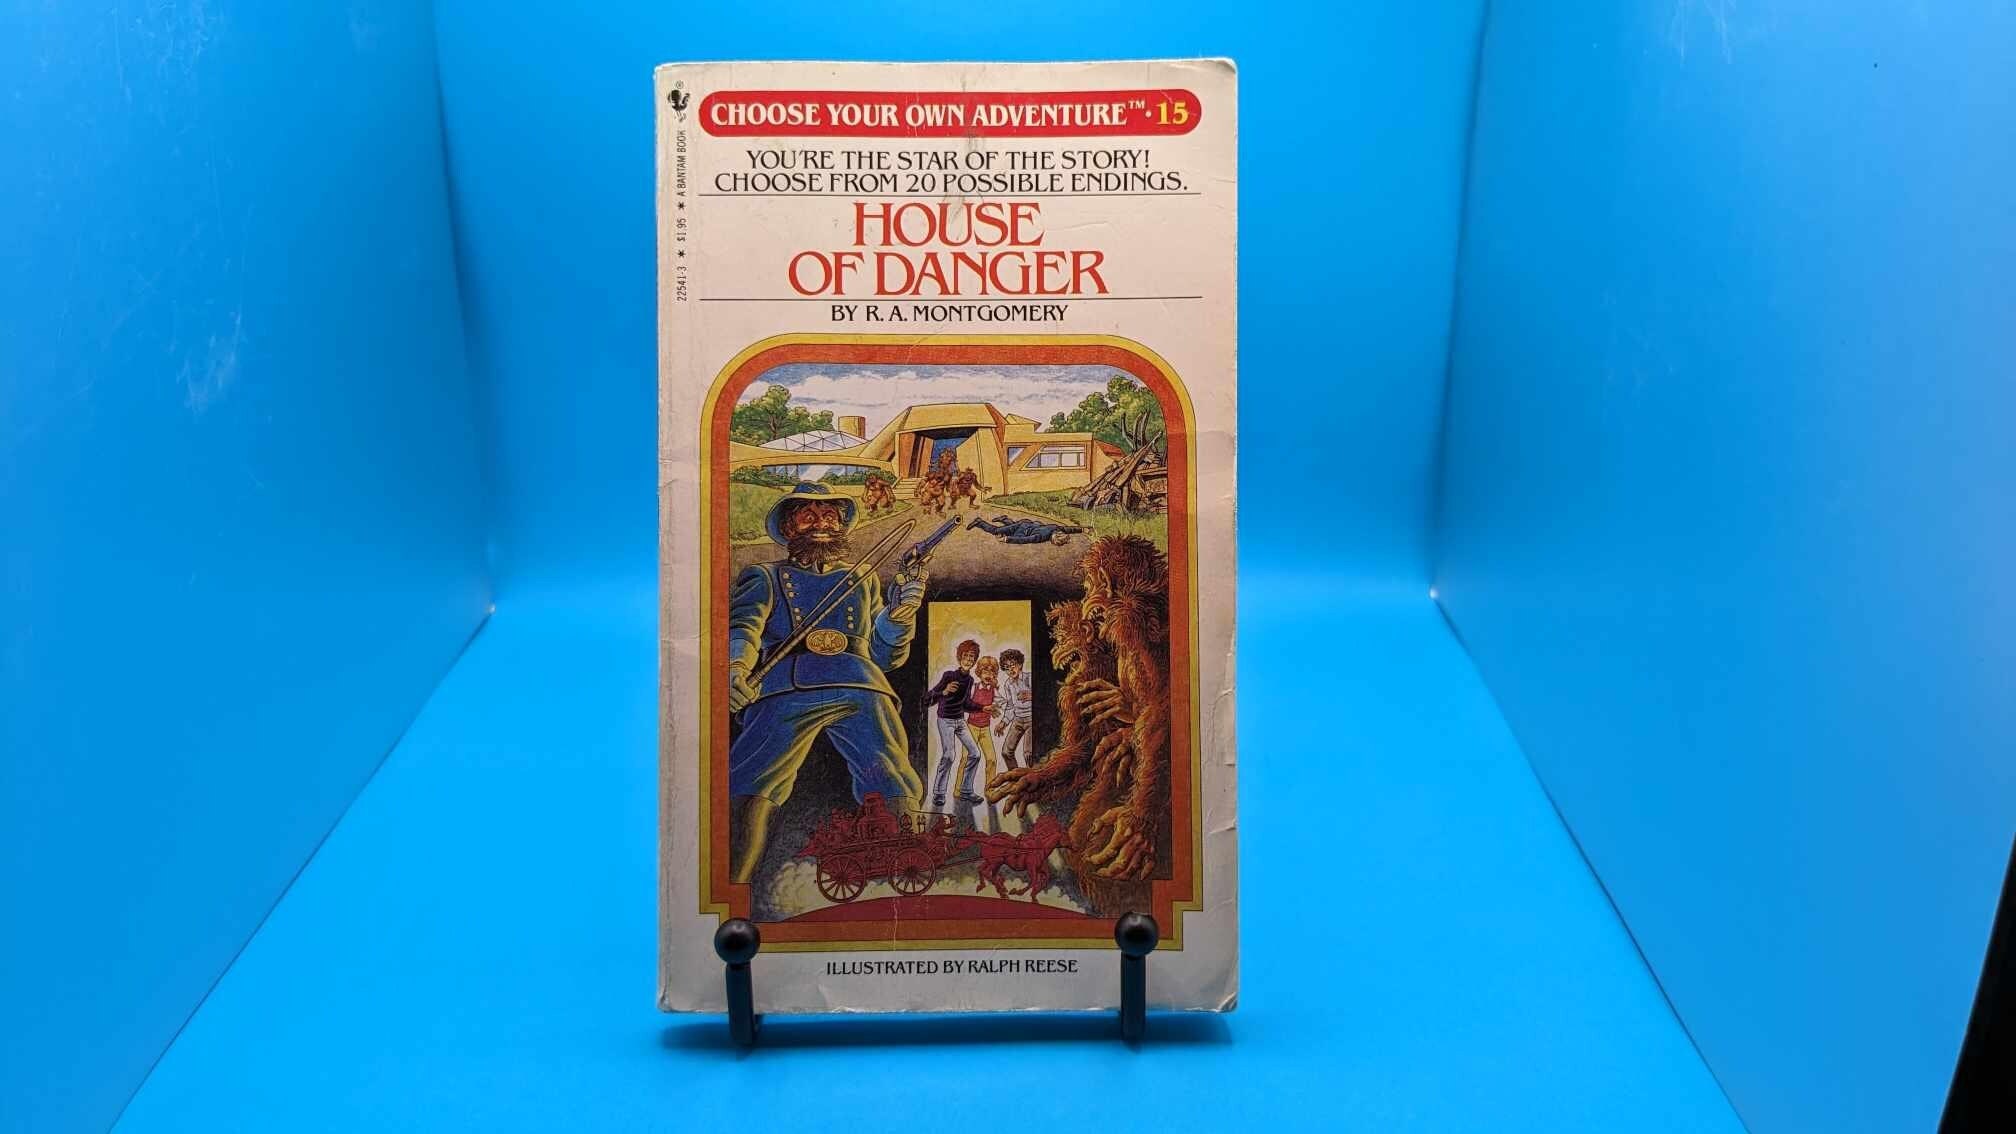 CHOOSE YOUR OWN ADVENTURE™·15
YOU'RE THE STAR OF THE STORY!
CHOOSE FROM 20 POSSIBLE ENDINGS.
HOUSE
OF DANGER
BY R. A. MONTGOMERY
22541-3 * $1.95 * A BANTAM BOOK
ILLUSTRATED BY RALPH REESE